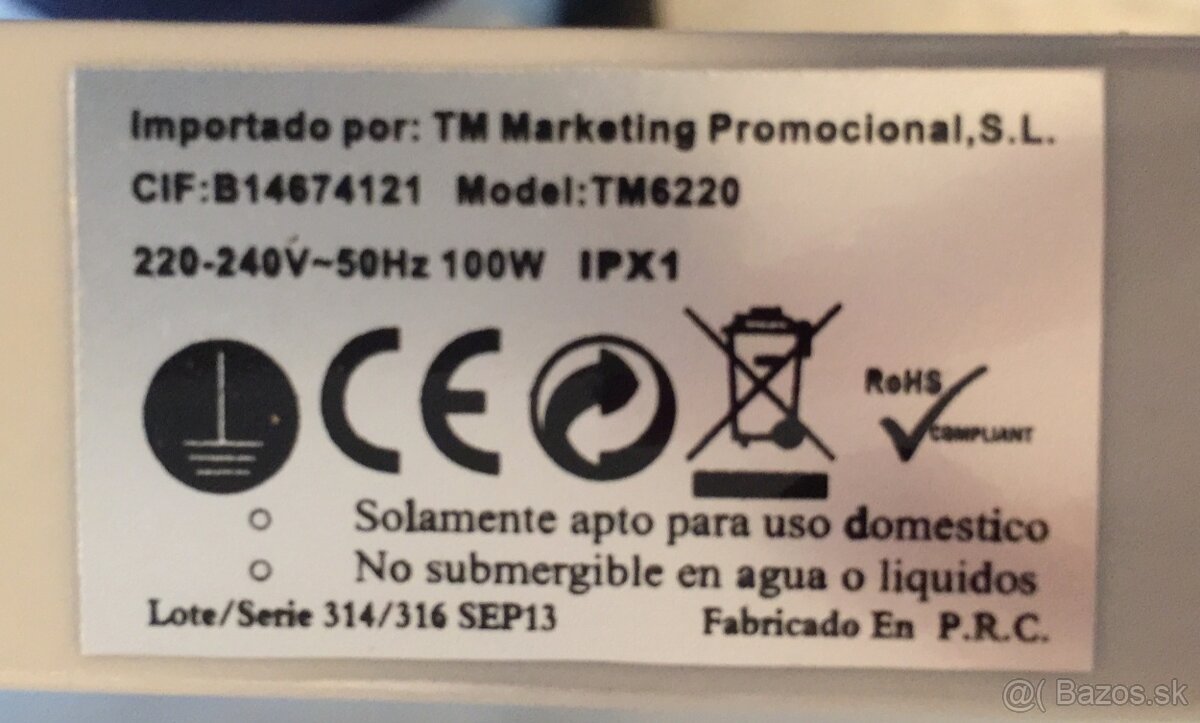 Importado por: TM Marketing Promocional,S.L.
CIF:B14674121 Model:TM6220
220-240V~50Hz 100W IPX1
CE
RoHS
COMPLIANT
Solamente apto para uso domestico
No submergible en agua o liquidos
Lote/Serie 314/316 SEP13 Fabricado En P.R.C.
@( Bazos.sk